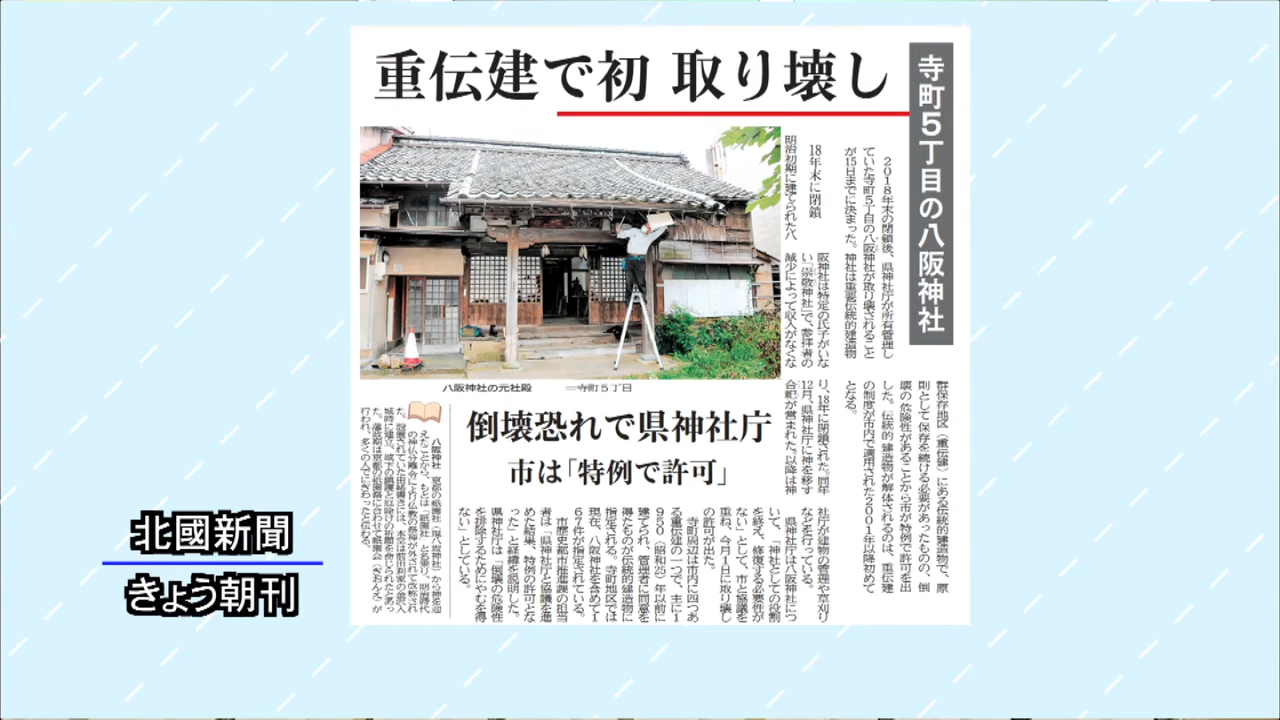 重伝建で初 取り壊し
寺町5丁目の八阪神社
2018年末の閉鎖後、県神社庁が所有管理し
ていた寺町5丁目の八阪神社が取り壊されること
が15日までに決まった。神社は重要伝統的建造物
群保存地区（重伝建）にある伝統的建造物で、原
則として保存を続ける必要があったものの、倒
壊の危険性があることから市が特例で許可を出
した。伝統的建造物が解体されるのは、重伝建
の制度が市内で適用された2001年以降初めて
となる。
18年末に閉鎖
明治初期に建てられた八
阪神社は特定の氏子がいな
い「崇敬神社」で、参拝者の
減少によって収入がなくな
り、18年に閉鎖された。同年
12月、県神社庁に神を移す
合祀が営まれた。以降は神
社庁が建物の管理や草刈り
などを行っている。
県神社庁は八阪神社につ
いて、「神社としての役割
を終え、修復する必要性が
ない」として、市と協議を
重ね、今月1日に取り壊し
の許可が出た。
寺町周辺は市内に四つあ
る重伝建の一つで、主に1
950（昭和25）年以前に
建てられ、管理者に同意を
得たものが伝統的建造物に
指定される。寺町地区では
現在、八阪神社を含めて1
67件が指定されている。
市歴史都市推進課の担当
者は「県神社庁と協議を進
めた結果、特例の許可とな
った」と経緯を説明した。
県神社庁は「倒壊の危険性
を排除するためにやむを得
ない」としている。
八阪神社の元社殿 =寺町5丁目
倒壊恐れで県神社庁
市は「特例で許可」
八阪神社
行われ、多くの人でにぎわったと伝わる。
北國新聞
きょう朝刊